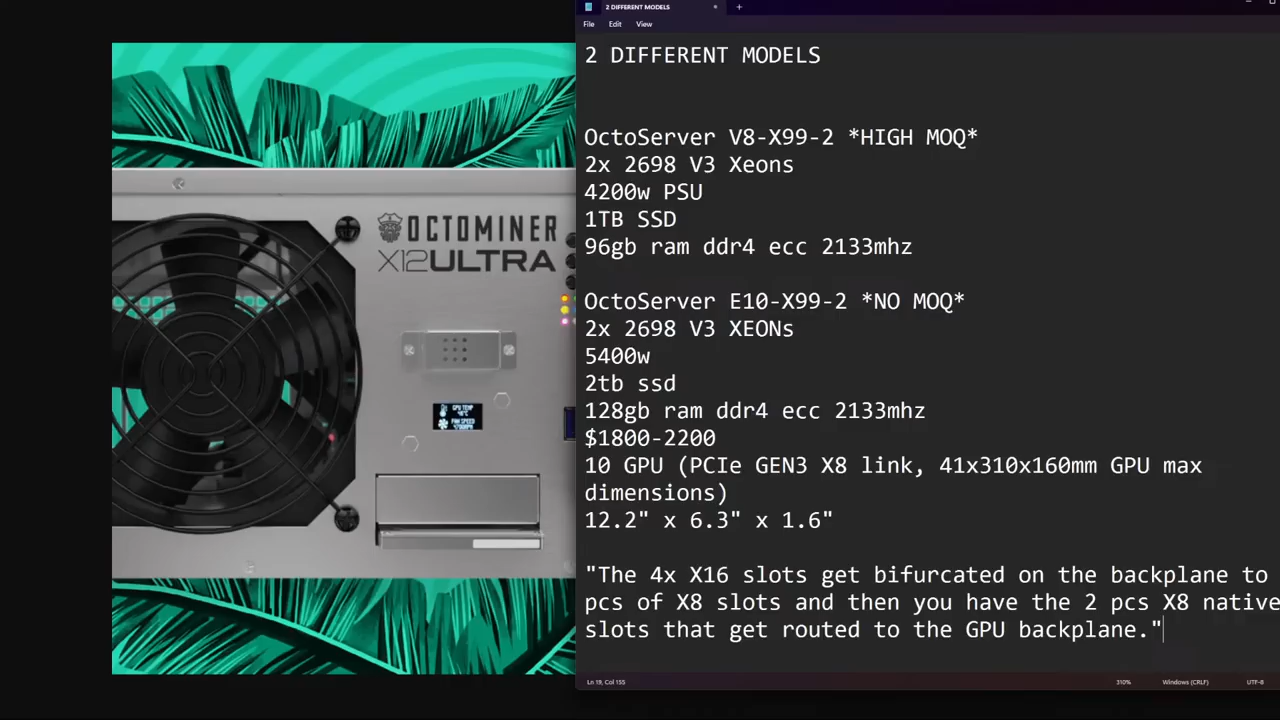 2 DIFFERENT MODELS
File Edit View
2 DIFFERENT MODELS
OctoServer V8-X99-2 *HIGH MOQ*
2x 2698 V3 Xeons
4200w PSU
1TB SSD
96gb ram ddr4 ecc 2133mhz
OctoServer E10-X99-2 *NO MOQ*
2x 2698 V3 XEONs
5400w
2tb ssd
128gb ram ddr4 ecc 2133mhz
$1800-2200
10 GPU (PCIe GEN3 X8 link, 41x310x160mm GPU max
dimensions)
12.2" x 6.3" x 1.6"
"The 4x X16 slots get bifurcated on the backplane to
pcs of X8 slots and then you have the 2 pcs X8 native
slots that get routed to the GPU backplane."
Ln 19, Col 155 310% Windows (CRLF) UTF-8
OCTOMINER
X12ULTRA
GPU TEMP
FAN SPEED